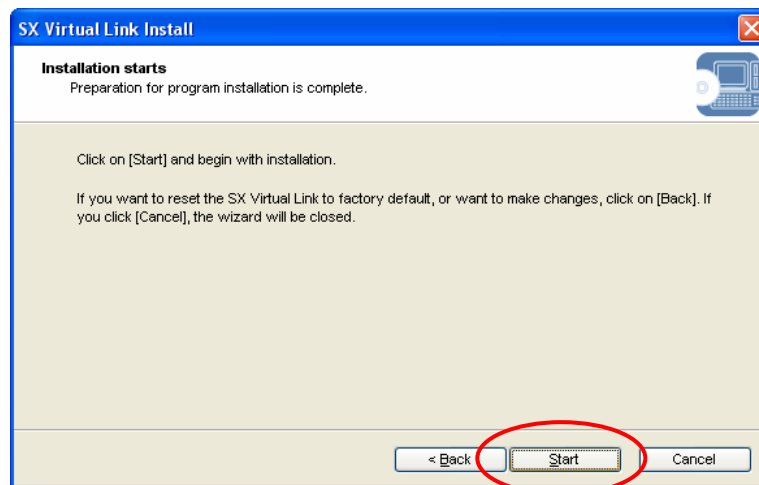 SX Virtual Link Install
Installation starts
Preparation for program installation is complete.
Click on [Start] and begin with installation.
If you want to reset the SX Virtual Link to factory default, or want to make changes, click on [Back]. If
you click [Cancel], the wizard will be closed.
< Back Start Cancel